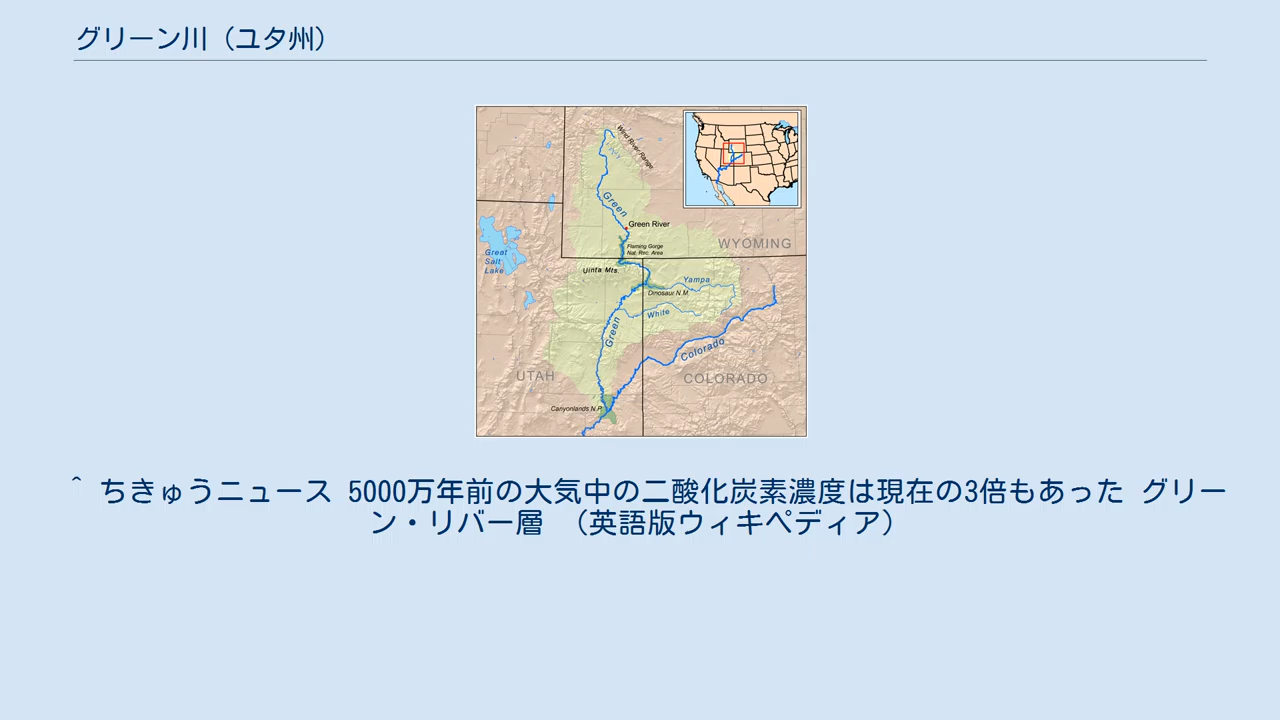 グリーン川（ユタ州）
Wind River Range
Green
Green River
WYOMING
Flaming Gorge
Nat. Rec. Area
Great
Salt
Lake
Uinta Mts.
Yampa
Dinosaur N.M.
White
Green
Colorado
UTAH
COLORADO
Canyonlands N.P.
^ ちきゅうニュース 5000万年前の大気中の二酸化炭素濃度は現在の3倍もあった グリー
ン・リバー層 （英語版ウィキペディア）